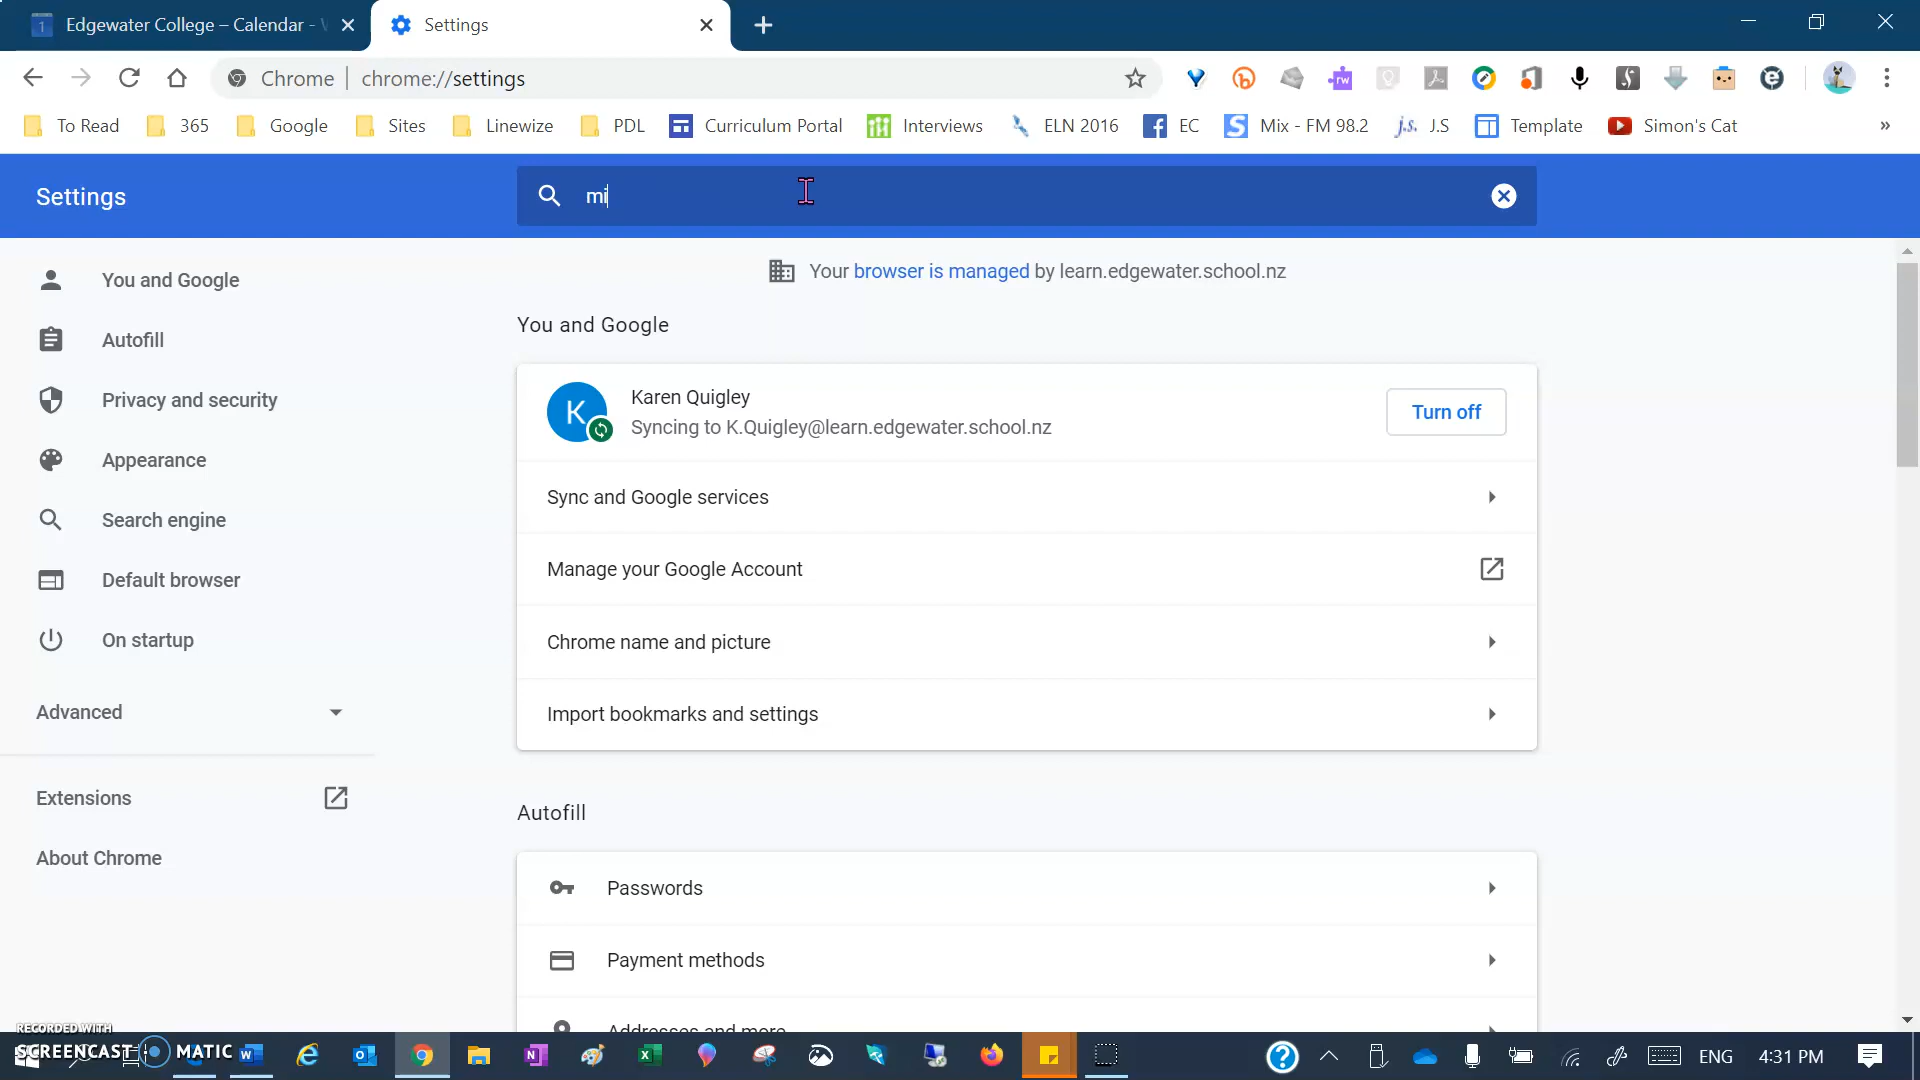 Edgewater College – Calendar -
Settings
Chrome | chrome://settings
To Read
365
Google
Sites
Linewize
PDL
Curriculum Portal
Interviews
ELN 2016
EC
Mix - FM 98.2
J.S
Template
Simon's Cat
»
Settings
mi
Your browser is managed by learn.edgewater.school.nz
You and Google
Autofill
Privacy and security
Appearance
Search engine
Default browser
On startup
Advanced
Extensions
About Chrome
You and Google
K
Karen Quigley
Syncing to K.Quigley@learn.edgewater.school.nz
Turn off
Sync and Google services
Manage your Google Account
Chrome name and picture
Import bookmarks and settings
Autofill
Passwords
Payment methods
Addresses and more
RECORDED WITH
SCREENCAST MATIC
ENG
4:31 PM